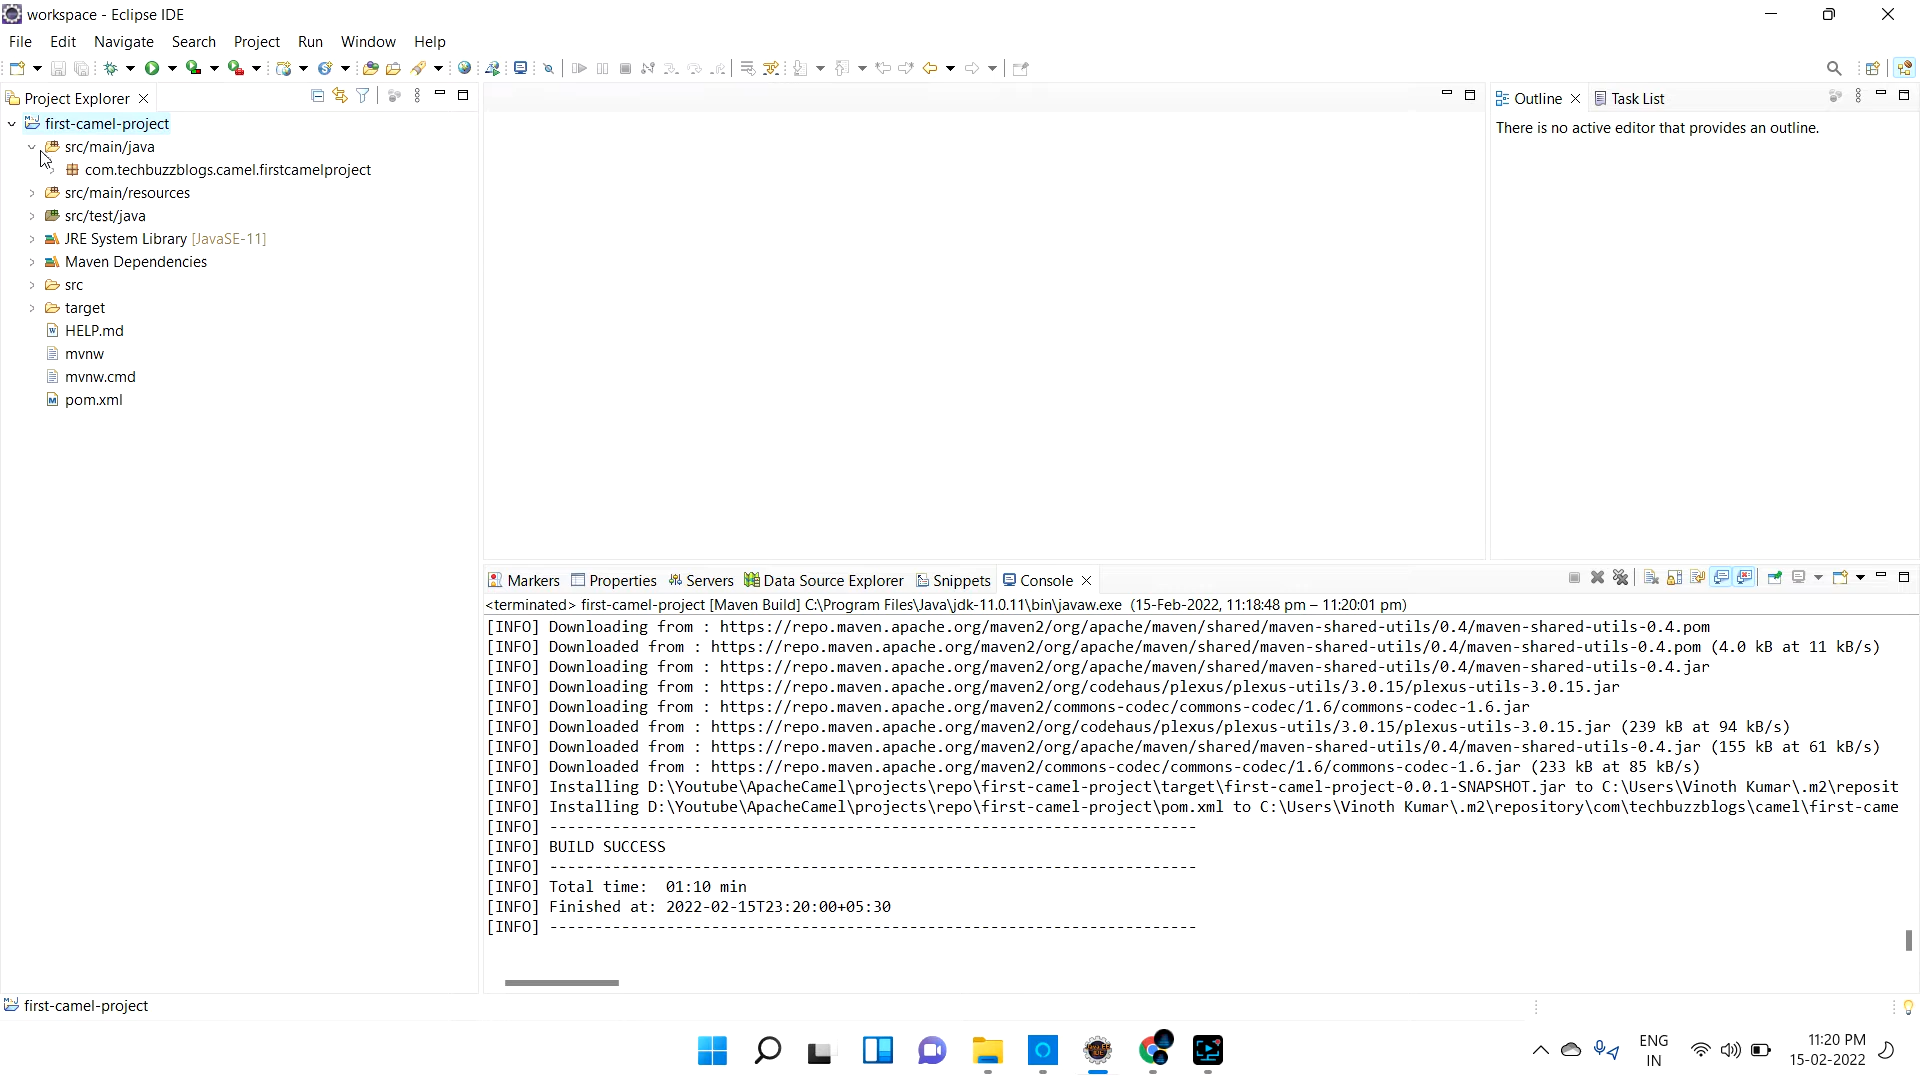 workspace - Eclipse IDE
File Edit Navigate Search Project Run Window Help
Project Explorer
first-camel-project
src/main/java
com.techbuzzblogs.camel.firstcamelproject
src/main/resources
src/test/java
JRE System Library [JavaSE-11]
Maven Dependencies
src
target
HELP.md
mvnw
mvnw.cmd
pom.xml
Outline Task List
There is no active editor that provides an outline.
Markers Properties Servers Data Source Explorer Snippets Console
<terminated> first-camel-project [Maven Build] C:\Program Files\Java\jdk-11.0.11\bin\javaw.exe (15-Feb-2022, 11:18:48 pm – 11:20:01 pm)
[INFO] Downloading from : https://repo.maven.apache.org/maven2/org/apache/maven/shared/maven-shared-utils/0.4/maven-shared-utils-0.4.pom
[INFO] Downloaded from : https://repo.maven.apache.org/maven2/org/apache/maven/shared/maven-shared-utils/0.4/maven-shared-utils-0.4.pom (4.0 kB at 11 kB/s)
[INFO] Downloading from : https://repo.maven.apache.org/maven2/org/apache/maven/shared/maven-shared-utils/0.4/maven-shared-utils-0.4.jar
[INFO] Downloading from : https://repo.maven.apache.org/maven2/org/codehaus/plexus/plexus-utils/3.0.15/plexus-utils-3.0.15.jar
[INFO] Downloading from : https://repo.maven.apache.org/maven2/commons-codec/commons-codec/1.6/commons-codec-1.6.jar
[INFO] Downloaded from : https://repo.maven.apache.org/maven2/org/codehaus/plexus/plexus-utils/3.0.15/plexus-utils-3.0.15.jar (239 kB at 94 kB/s)
[INFO] Downloaded from : https://repo.maven.apache.org/maven2/org/apache/maven/shared/maven-shared-utils/0.4/maven-shared-utils-0.4.jar (155 kB at 61 kB/s)
[INFO] Downloaded from : https://repo.maven.apache.org/maven2/commons-codec/commons-codec/1.6/commons-codec-1.6.jar (233 kB at 85 kB/s)
[INFO] Installing D:\Youtube\ApacheCamel\projects\repo\first-camel-project\target\first-camel-project-0.0.1-SNAPSHOT.jar to C:\Users\Vinoth Kumar\.m2\reposit
[INFO] Installing D:\Youtube\ApacheCamel\projects\repo\first-camel-project\pom.xml to C:\Users\Vinoth Kumar\.m2\repository\com\techbuzzblogs\camel\first-came
[INFO] ------------------------------------------------------------------------
[INFO] BUILD SUCCESS
[INFO] ------------------------------------------------------------------------
[INFO] Total time:  01:10 min
[INFO] Finished at: 2022-02-15T23:20:00+05:30
[INFO] ------------------------------------------------------------------------
first-camel-project
ENG
IN
11:20 PM
15-02-2022